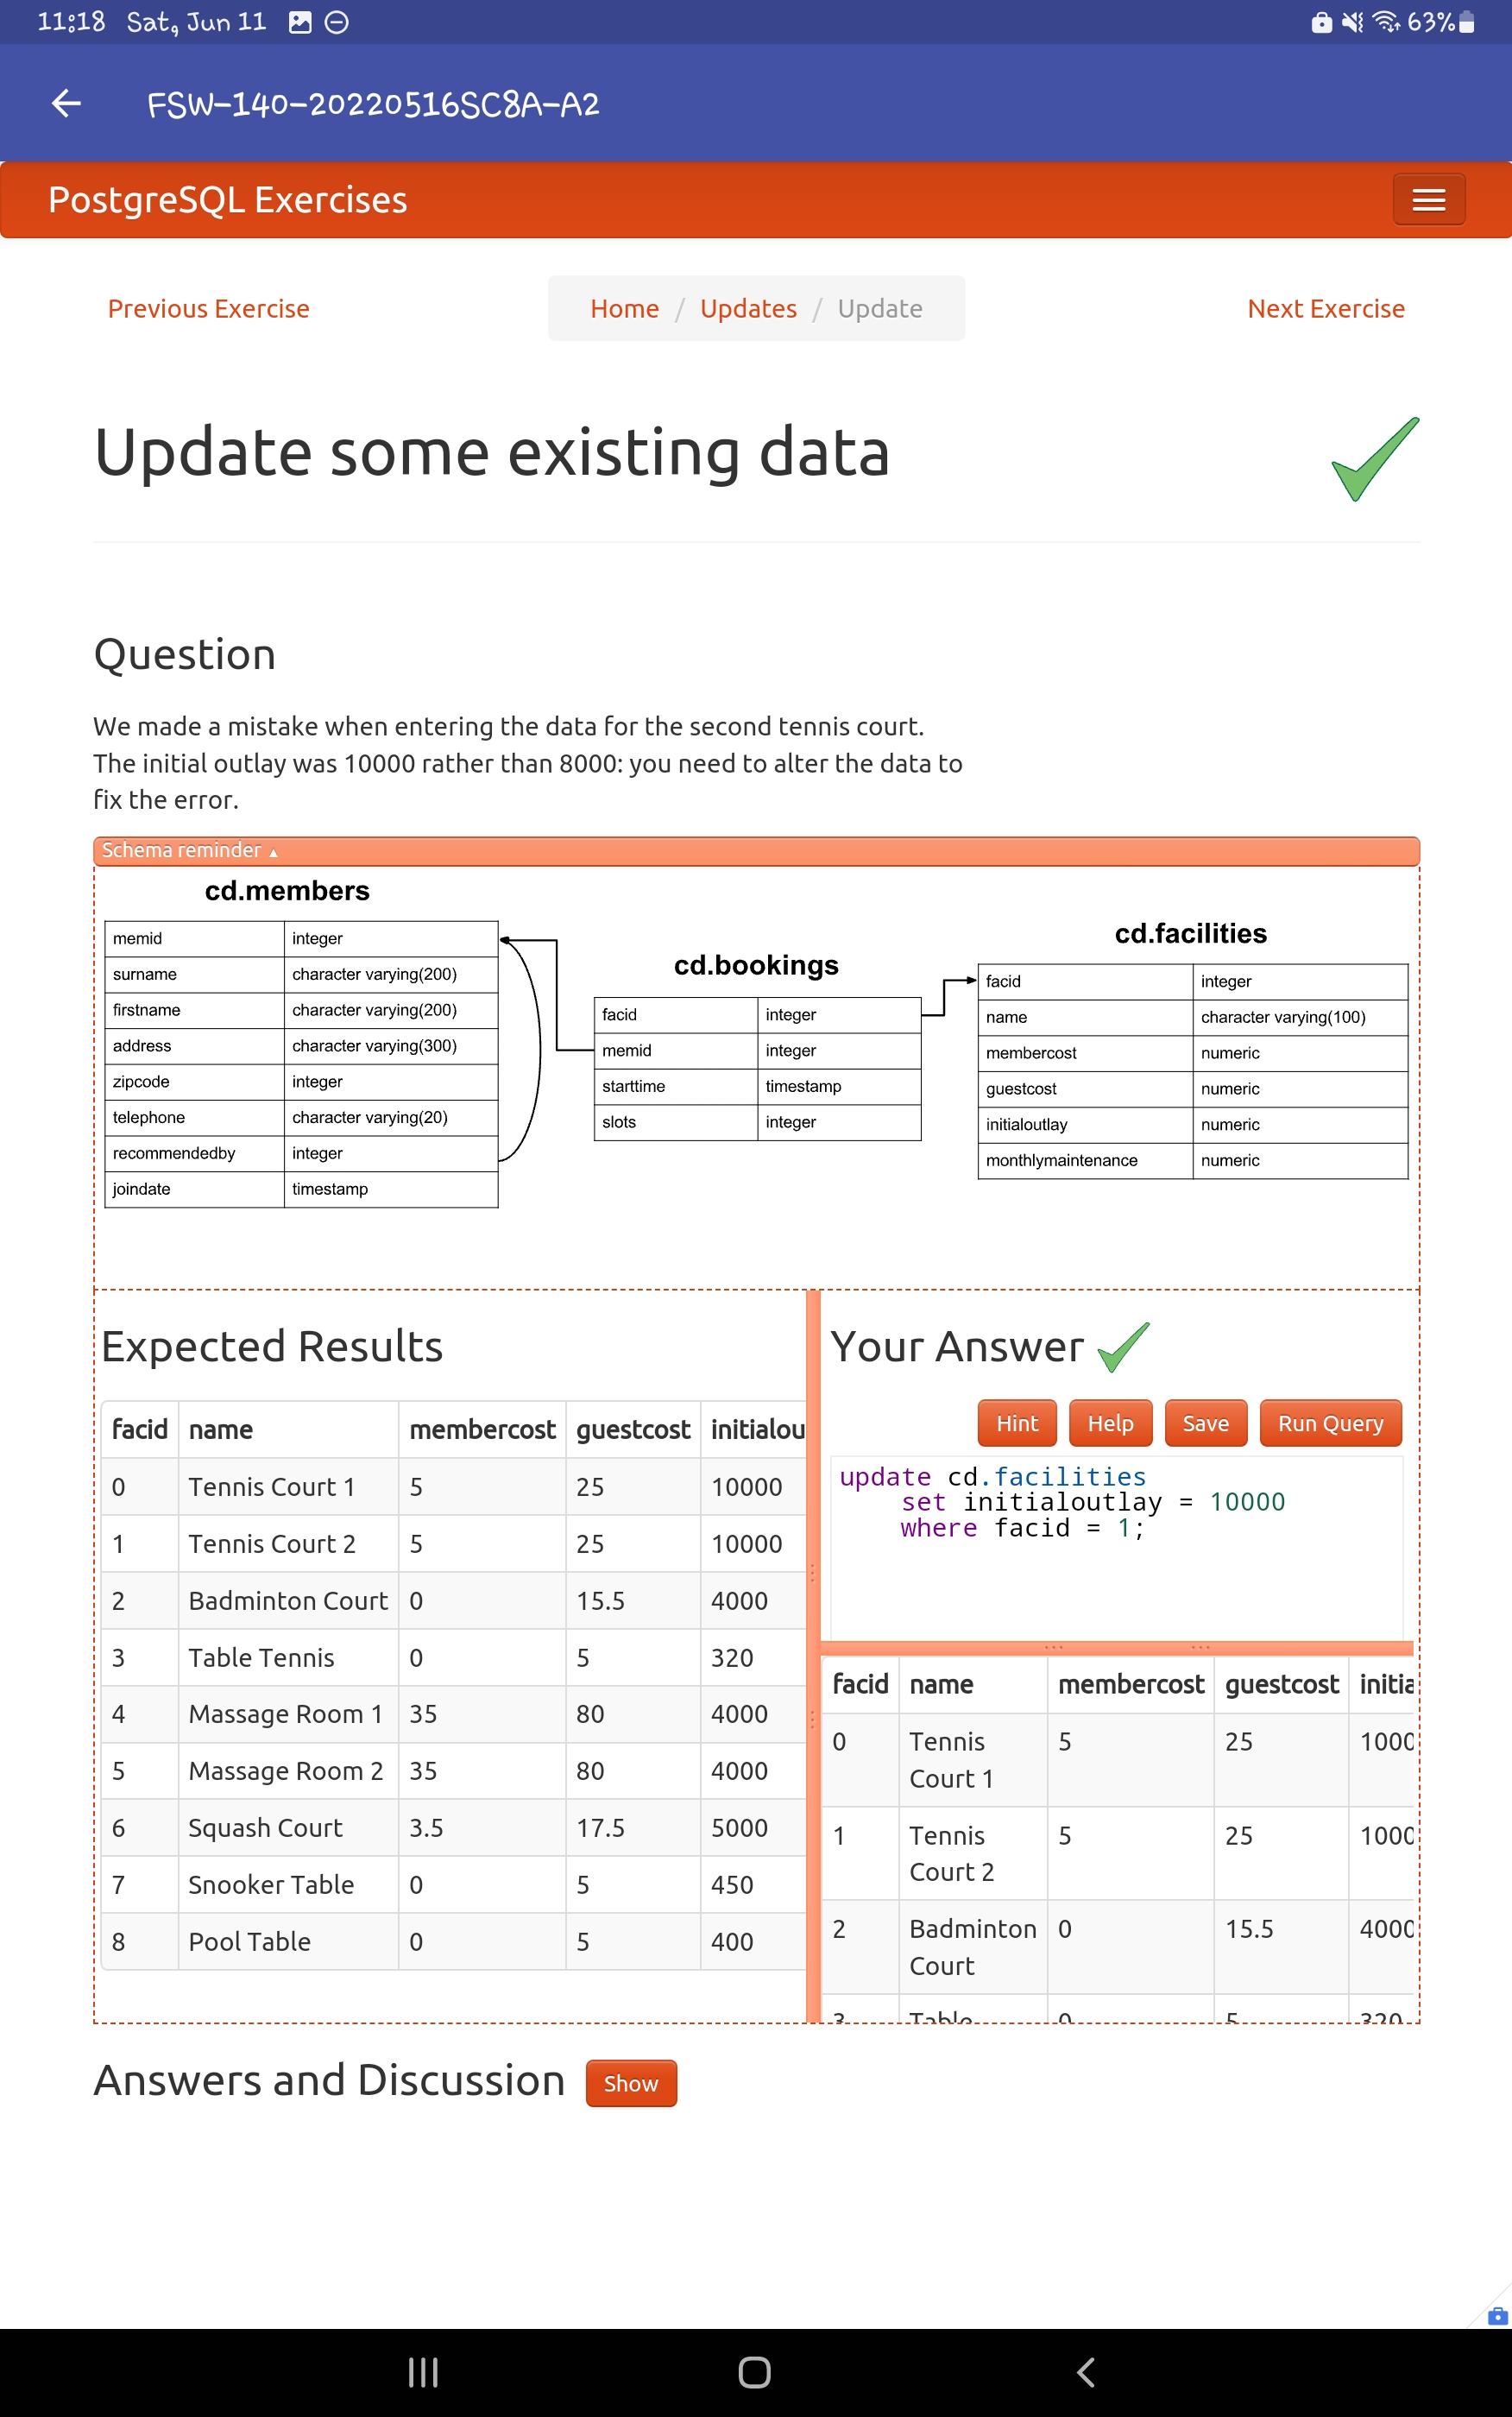 11:18 Sat, Jun 11 63%
FSW-140-20220516SC8A-A2
PostgreSQL Exercises
Previous Exercise Home / Updates / Update Next Exercise
Update some existing data
Question
We made a mistake when entering the data for the second tennis court.
The initial outlay was 10000 rather than 8000: you need to alter the data to
fix the error.
Schema reminder ▲
cd.members
memid integer
surname character varying(200)
firstname character varying(200)
address character varying(300)
zipcode integer
telephone character varying(20)
recommendedby integer
joindate timestamp
cd.bookings
facid integer
memid integer
starttime timestamp
slots integer
cd.facilities
facid integer
name character varying(100)
membercost numeric
guestcost numeric
initialoutlay numeric
monthlymaintenance numeric
Expected Results
facid name membercost guestcost initialou
0 Tennis Court 1 5 25 10000
1 Tennis Court 2 5 25 10000
2 Badminton Court 0 15.5 4000
3 Table Tennis 0 5 320
4 Massage Room 1 35 80 4000
5 Massage Room 2 35 80 4000
6 Squash Court 3.5 17.5 5000
7 Snooker Table 0 5 450
8 Pool Table 0 5 400
Your Answer
Hint Help Save Run Query
update cd.facilities
set initialoutlay = 10000
where facid = 1;
facid name membercost guestcost initia
0 Tennis Court 1 5 25 1000
1 Tennis Court 2 5 25 1000
2 Badminton Court 0 15.5 4000
3 Table 0 5 320
Answers and Discussion Show